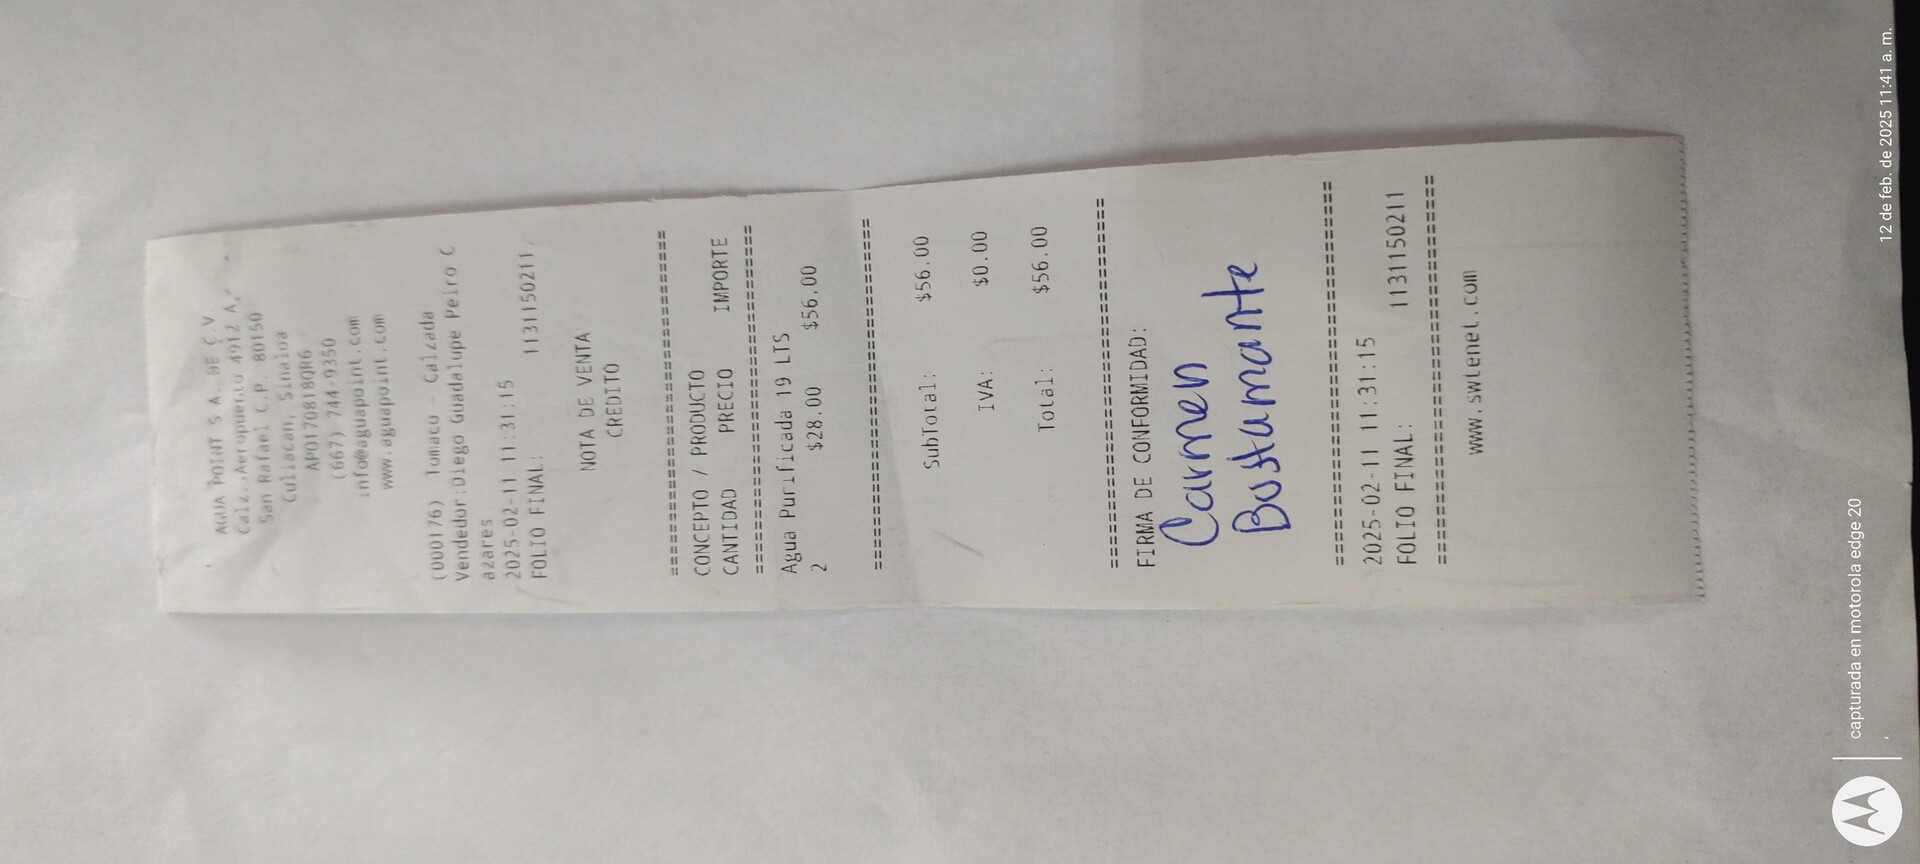 AGUA POINT S.A. DE C.V.
Calz. Aeropuerto 4912 A,
San Rafael C.P. 80150
Culiacan, Sinaloa
APO170818QR6
(667) 744-9350
info@aguapoint.com
www.aguapoint.com
(000176) Tomaco - Calzada
Vendedor:Diego Guadalupe Peiro C
azares
2025-02-11 11:31:15
FOLIO FINAL: 1131150211
NOTA DE VENTA
CREDITO
================================
CONCEPTO / PRODUCTO
CANTIDAD PRECIO IMPORTE
================================
Agua Purificada 19 LTS
2 $28.00 $56.00
================================
SubTotal: $56.00
IVA: $0.00
Total: $56.00
================================
FIRMA DE CONFORMIDAD:
Carmen
Bustamante
================================
2025-02-11 11:31:15
FOLIO FINAL: 1131150211
================================
www.swienet.com
capturada en motorola edge 20
12 de feb. de 2025 11:41 a. m.